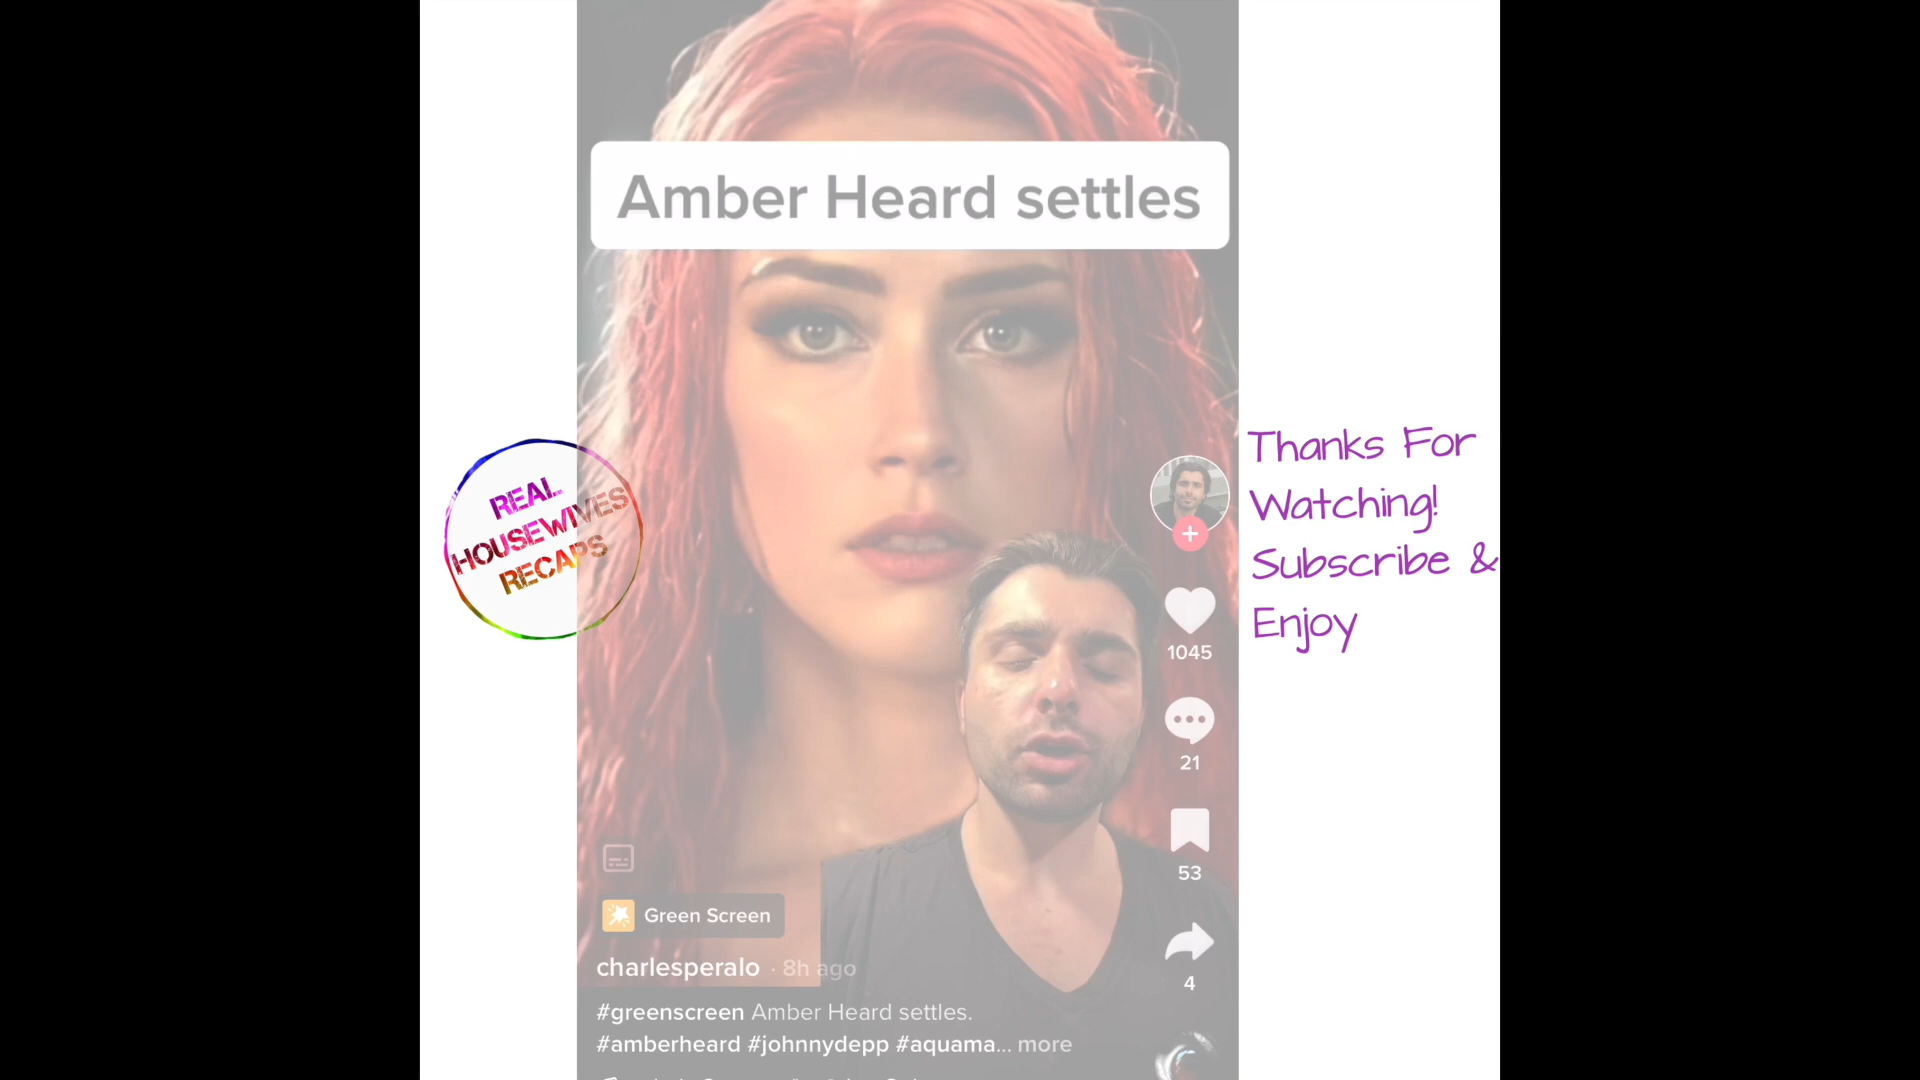 Amber Heard settles
REAL
HOUSEWIVES
RECAPS
Thanks For
Watching!
Subscribe &
Enjoy
1045
21
53
4
Green Screen
charlesperalo · 8h ago
#greenscreen Amber Heard settles.
#amberheard #johnnydepp #aquama... more